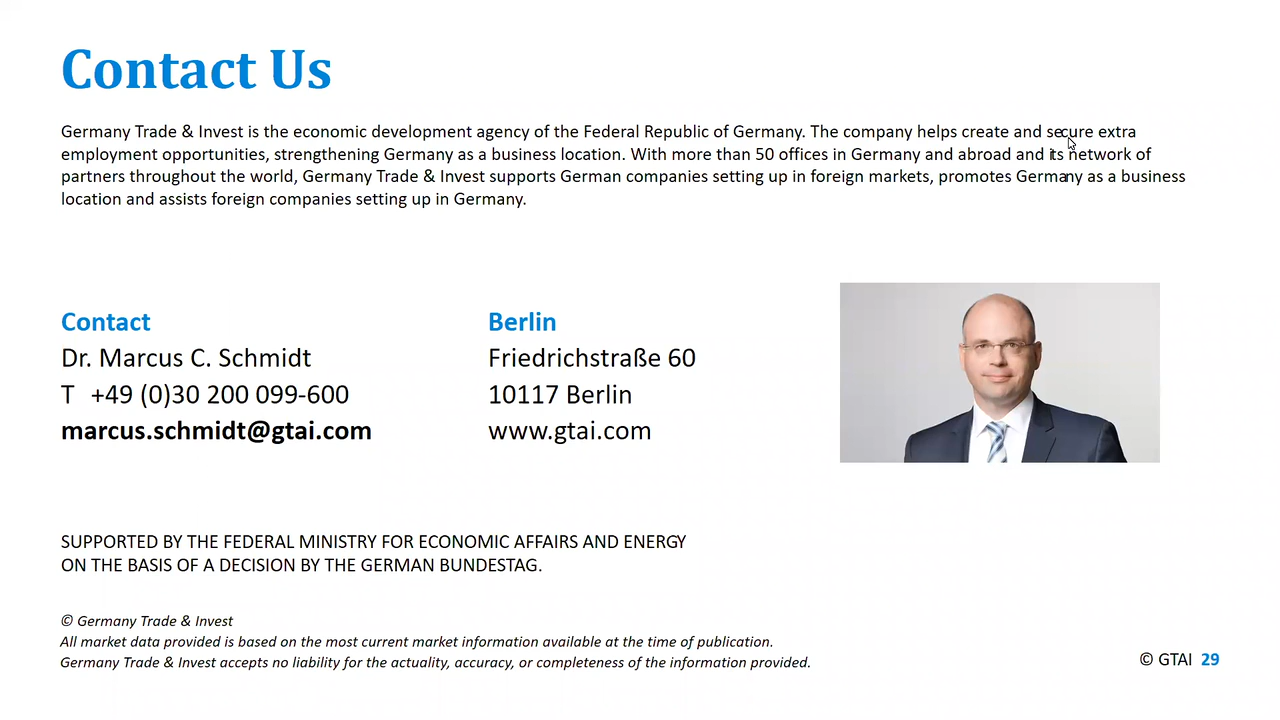 Contact Us
Germany Trade & Invest is the economic development agency of the Federal Republic of Germany. The company helps create and secure extra
employment opportunities, strengthening Germany as a business location. With more than 50 offices in Germany and abroad and its network of
partners throughout the world, Germany Trade & Invest supports German companies setting up in foreign markets, promotes Germany as a business
location and assists foreign companies setting up in Germany.
Contact
Dr. Marcus C. Schmidt
T +49 (0)30 200 099-600
marcus.schmidt@gtai.com
Berlin
Friedrichstraße 60
10117 Berlin
www.gtai.com
SUPPORTED BY THE FEDERAL MINISTRY FOR ECONOMIC AFFAIRS AND ENERGY
ON THE BASIS OF A DECISION BY THE GERMAN BUNDESTAG.
© Germany Trade & Invest
All market data provided is based on the most current market information available at the time of publication.
Germany Trade & Invest accepts no liability for the actuality, accuracy, or completeness of the information provided.
© GTAI 29